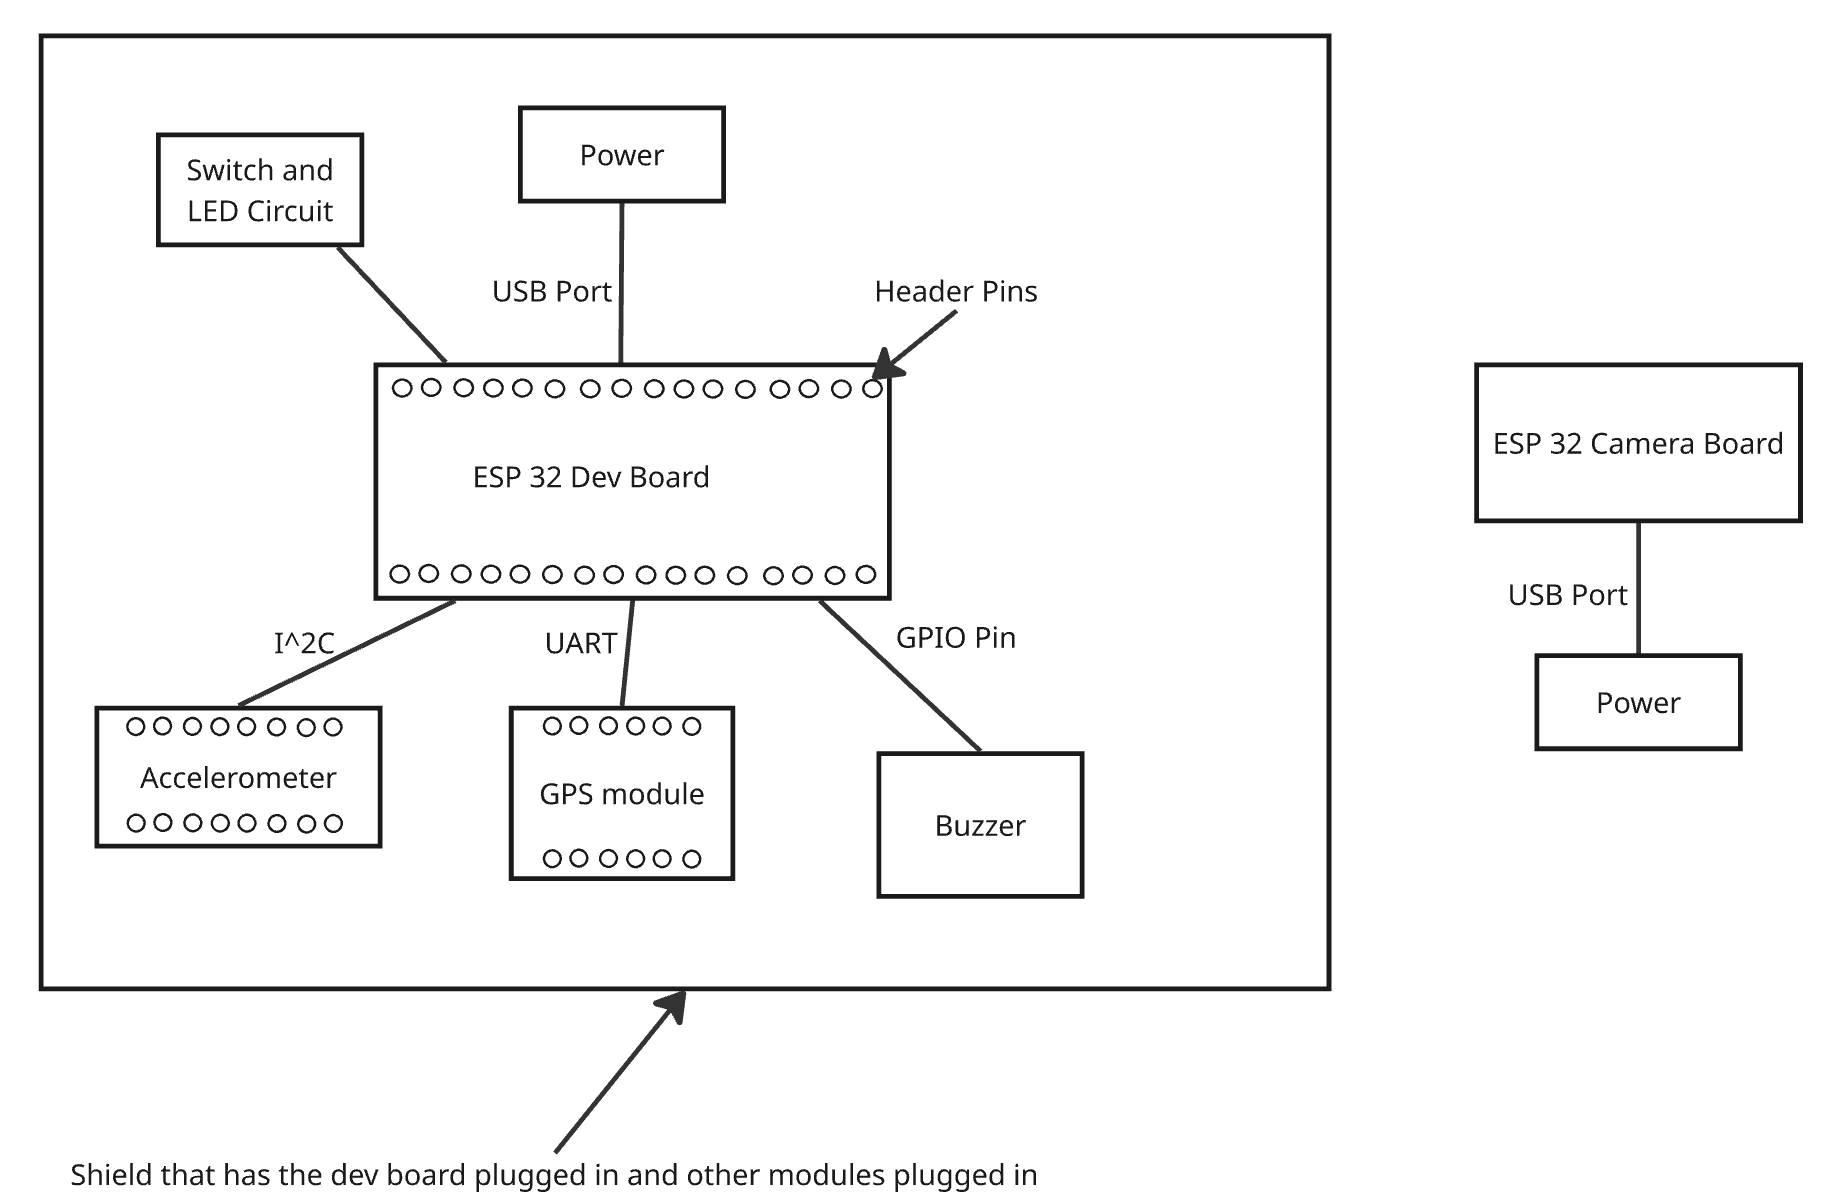 Switch and
LED Circuit
Power
USB Port
Header Pins
ESP 32 Dev Board
ESP 32 Camera Board
USB Port
Power
I^2C
UART
GPIO Pin
Accelerometer
GPS module
Buzzer
Shield that has the dev board plugged in and other modules plugged in